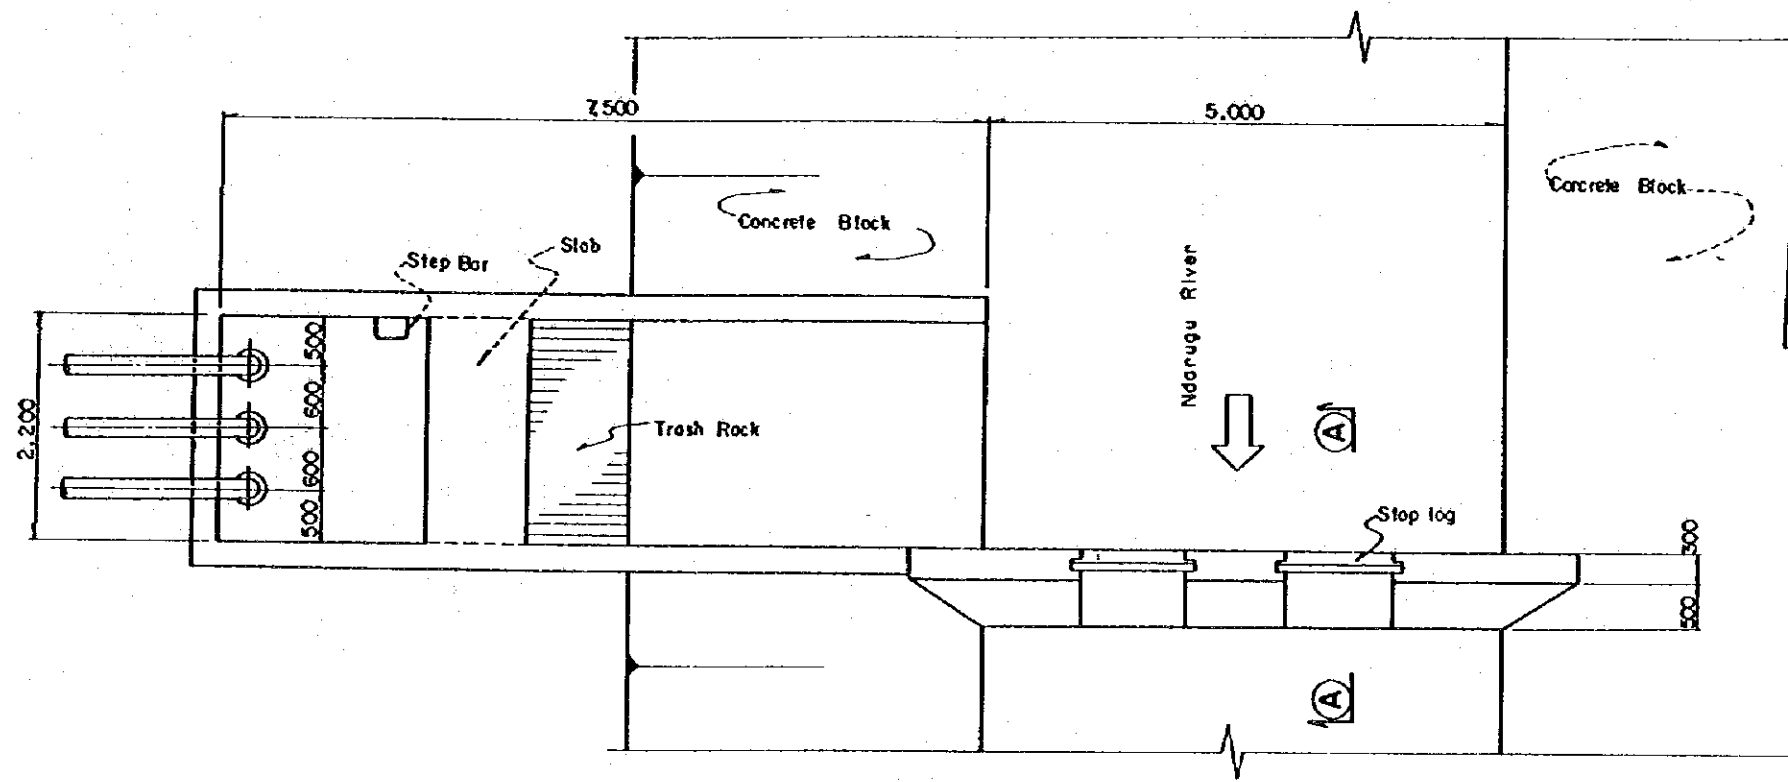 7,500
5.000
Concrete Block
Concrete Block
Slab
Step Bar
Ndarugu River
2,200
500
600
600
500
Trash Rack
A
Stop log
300
500
A